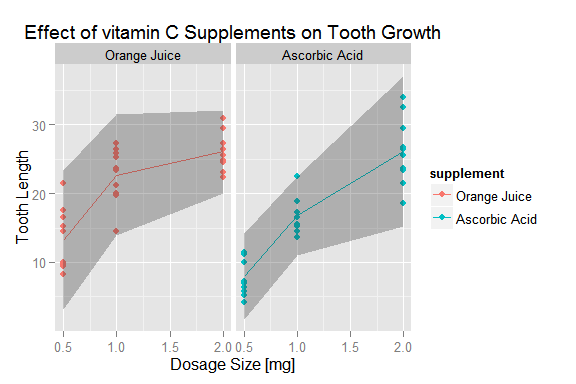 Effect of vitamin C Supplements on Tooth Growth
Orange Juice
Ascorbic Acid
Tooth Length
30
20
10
0.5 1.0 1.5 2.0
0.5 1.0 1.5 2.0
Dosage Size [mg]
supplement
Orange Juice
Ascorbic Acid